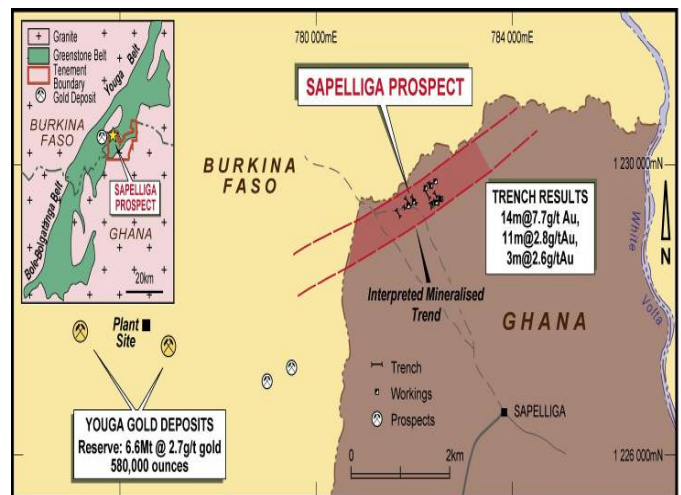 780 000mE
784 000mE
Granite
Greenstone Belt
Tenement
Boundary
Gold Deposit
Youga Belt
BURKINA
FASO
SAPELLIGA
PROSPECT
GHANA
Bole-Bolgatanga Belt
20km
SAPELLIGA PROSPECT
BURKINA
FASO
1 230 000mN
TRENCH RESULTS
14m@7.7g/t Au,
11m@2.8g/tAu,
3m@2.6g/tAu
N
White
Volta
Interpreted Mineralised
Trend
GHANA
Plant
Site
Trench
Workings
Prospects
SAPELLIGA
YOUGA GOLD DEPOSITS
Reserve: 6.6Mt @ 2.7g/t gold
580,000 ounces
0
2km
1 226 000mN